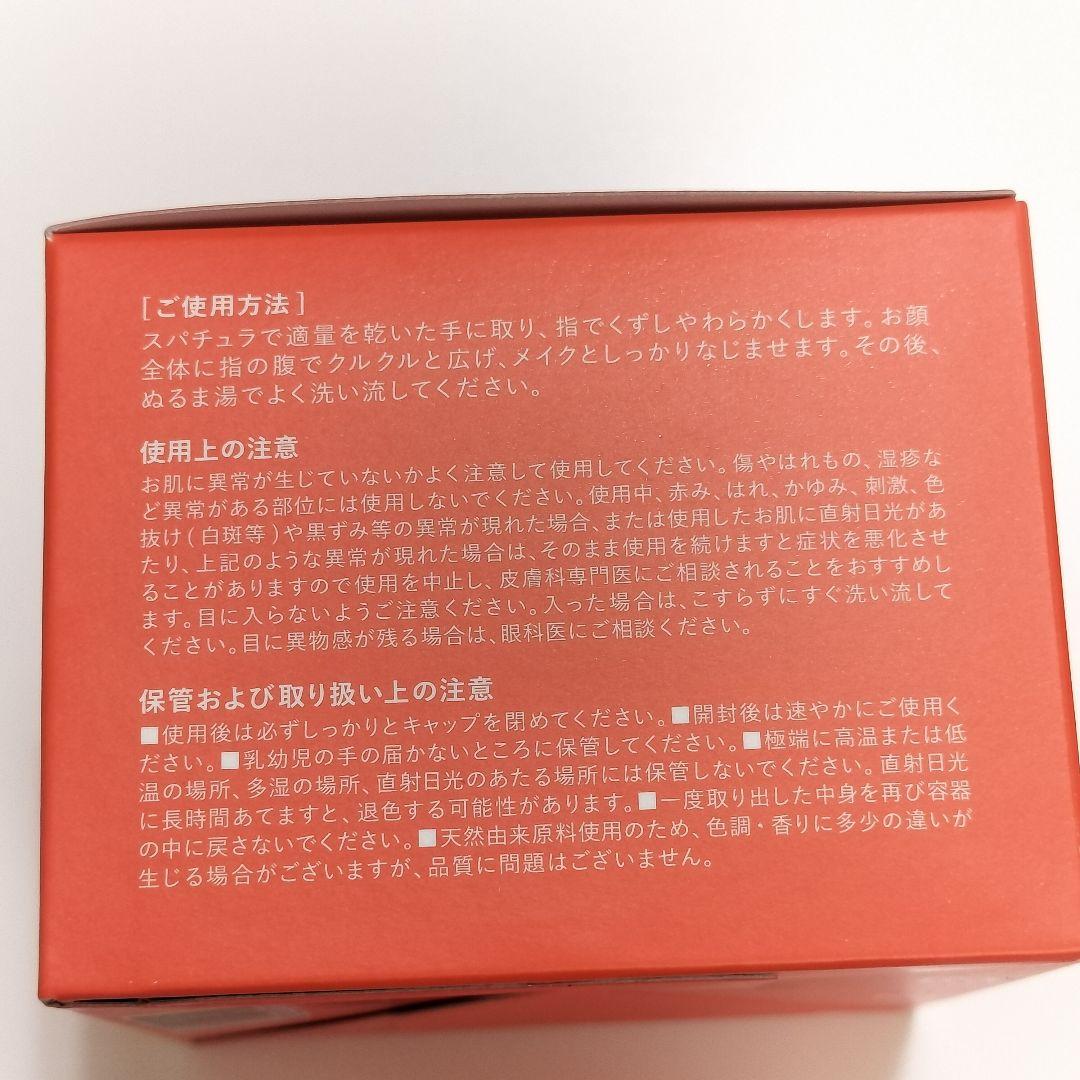 [ご使用方法]
スパチュラで適量を乾いた手に取り、指でくずしやわらかくします。お顔
全体に指の腹でクルクルと広げ、メイクとしっかりなじませます。その後、
ぬるま湯でよく洗い流してください。
使用上の注意
お肌に異常が生じていないかよく注意して使用してください。傷やはれもの、湿疹な
ど異常がある部位には使用しないでください。使用中、赤み、はれ、かゆみ、刺激、色
抜け(白斑等)や黒ずみ等の異常が現れた場合、または使用したお肌に直射日光があ
たり、上記のような異常が現れた場合は、そのまま使用を続けますと症状を悪化させ
ることがありますので使用を中止し、皮膚科専門医にご相談されることをおすすめし
ます。目に入らないようご注意ください。入った場合は、こすらずにすぐ洗い流して
ください。目に異物感が残る場合は、眼科医にご相談ください。
保管および取り扱い上の注意
■使用後は必ずしっかりとキャップを閉めてください。■開封後は速やかにご使用く
ださい。■乳幼児の手の届かないところに保管してください。■極端に高温または低
温の場所、多湿の場所、直射日光のあたる場所には保管しないでください。直射日光
に長時間あてますと、退色する可能性があります。■一度取り出した中身を再び容器
の中に戻さないでください。■天然由来原料使用のため、色調・香りに多少の違いが
生じる場合がございますが、品質に問題はございません。